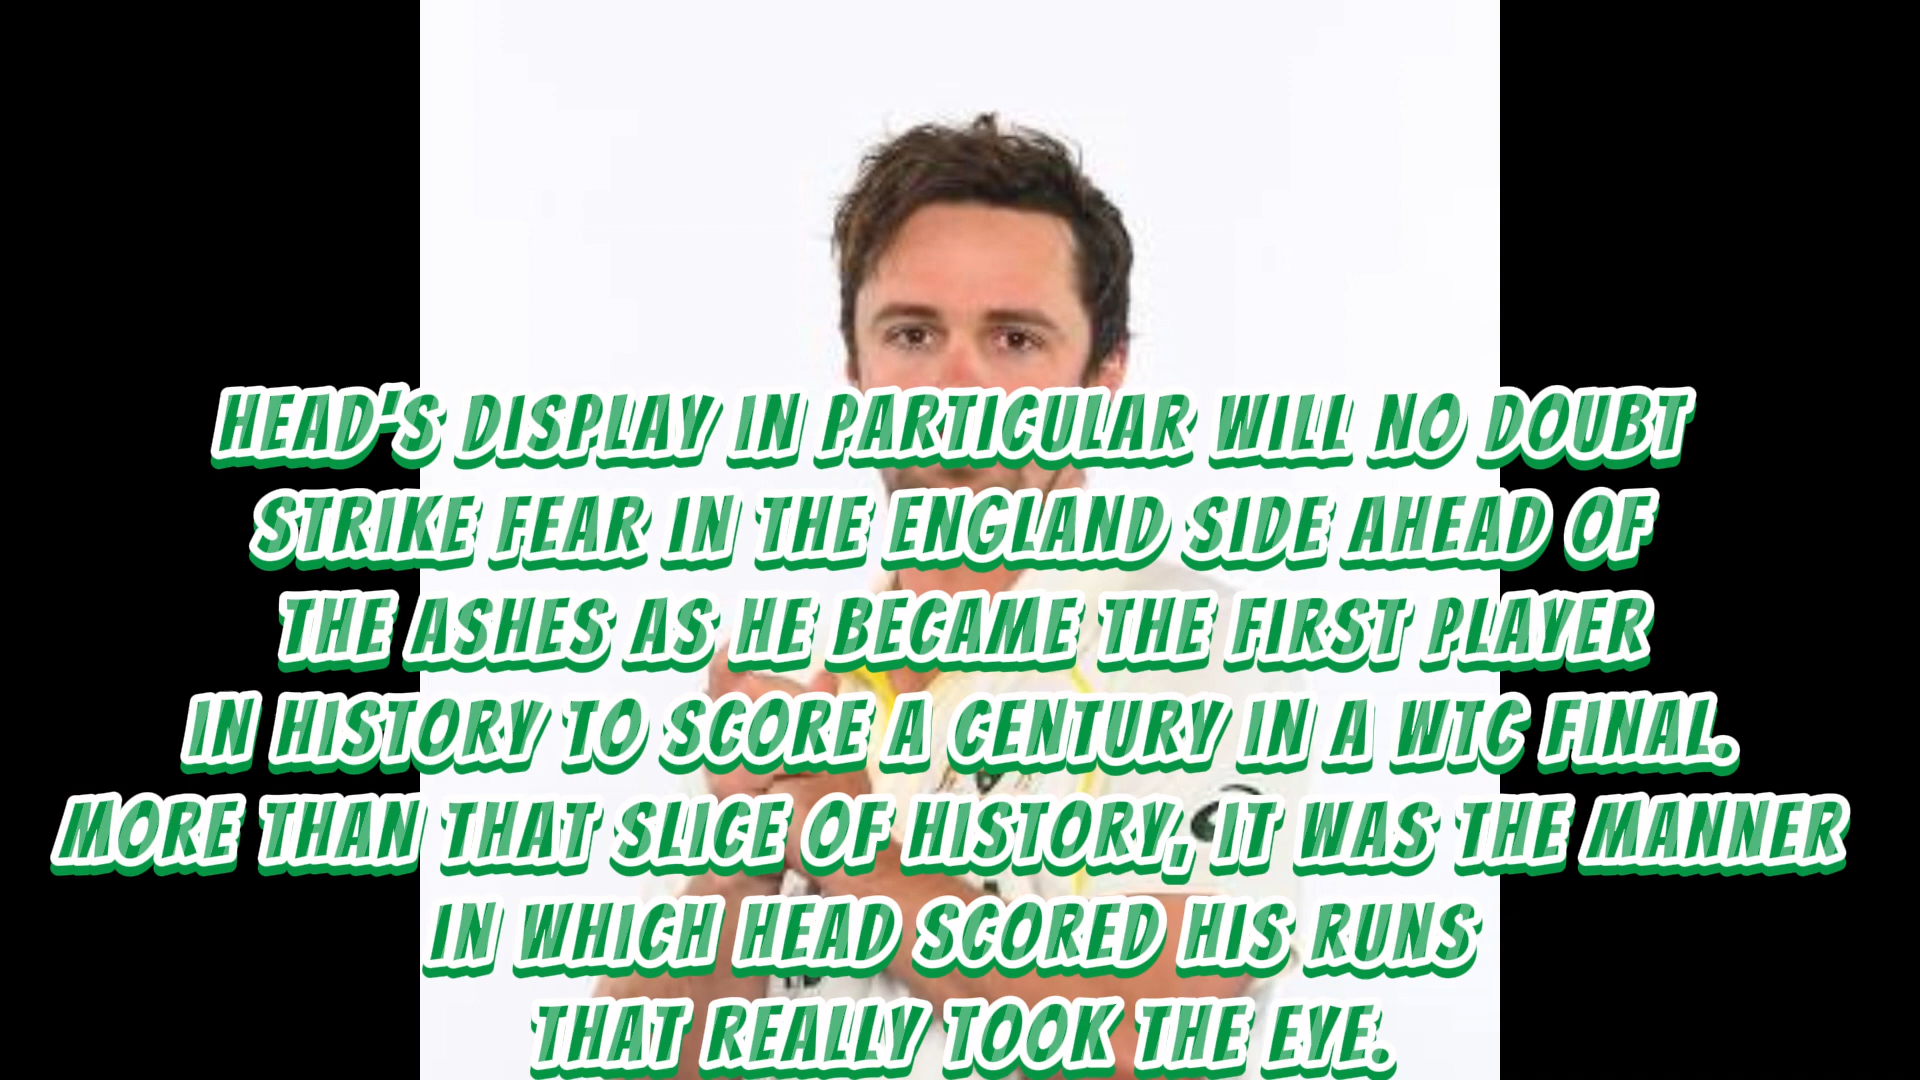 HEAD'S DISPLAY IN PARTICULAR WILL NO DOUBT
STRIKE FEAR IN THE ENGLAND SIDE AHEAD OF
THE ASHES AS HE BECAME THE FIRST PLAYER
IN HISTORY TO SCORE A CENTURY IN A WTC FINAL.
MORE THAN THAT SLICE OF HISTORY, IT WAS THE MANNER
IN WHICH HEAD SCORED HIS RUNS
THAT REALLY TOOK THE EYE.